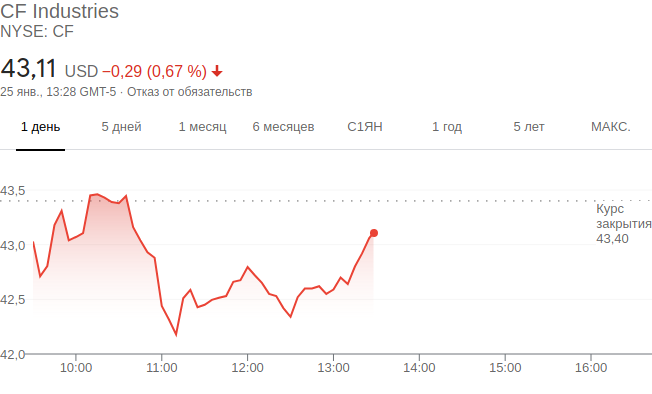 CF Industries
NYSE: CF
43,11 USD −0,29 (0,67 %)
25 янв., 13:28 GMT-5 · Отказ от обязательств
1 день 5 дней 1 месяц 6 месяцев С1ЯН 1 год 5 лет МАКС.
43,5
Курс
закрытия
43,40
43,0
42,5
42,0
10:00 11:00 12:00 13:00 14:00 15:00 16:00